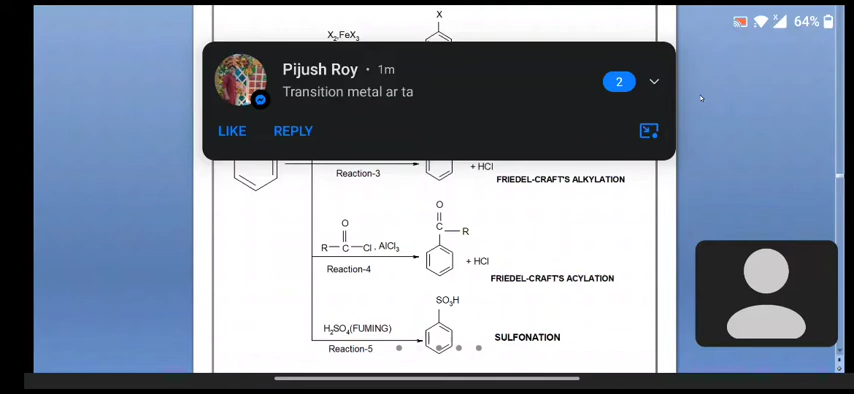 64%
X
X₂,FeX₃
Pijush Roy • 1m
Transition metal ar ta
2
LIKE REPLY
+ HCl
Reaction-3
FRIEDEL-CRAFT'S ALKYLATION
O
O
C—R
R—C—Cl , AlCl₃
+ HCl
Reaction-4
FRIEDEL-CRAFT'S ACYLATION
SO₃H
H₂SO₄(FUMING)
SULFONATION
Reaction-5